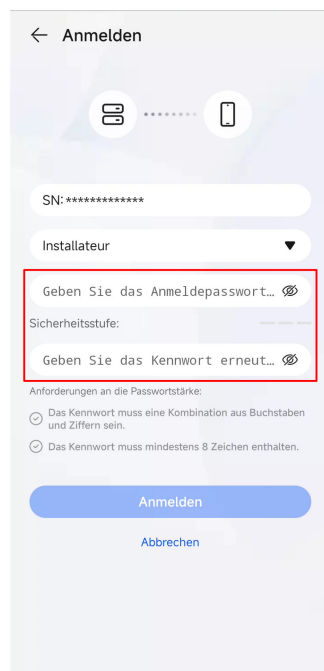 Anmelden
SN:*************
Installateur
Geben Sie das Anmeldepasswort…
Sicherheitsstufe:
Geben Sie das Kennwort erneut…
Anforderungen an die Passwortstärke:
Das Kennwort muss eine Kombination aus Buchstaben
und Ziffern sein.
Das Kennwort muss mindestens 8 Zeichen enthalten.
Anmelden
Abbrechen